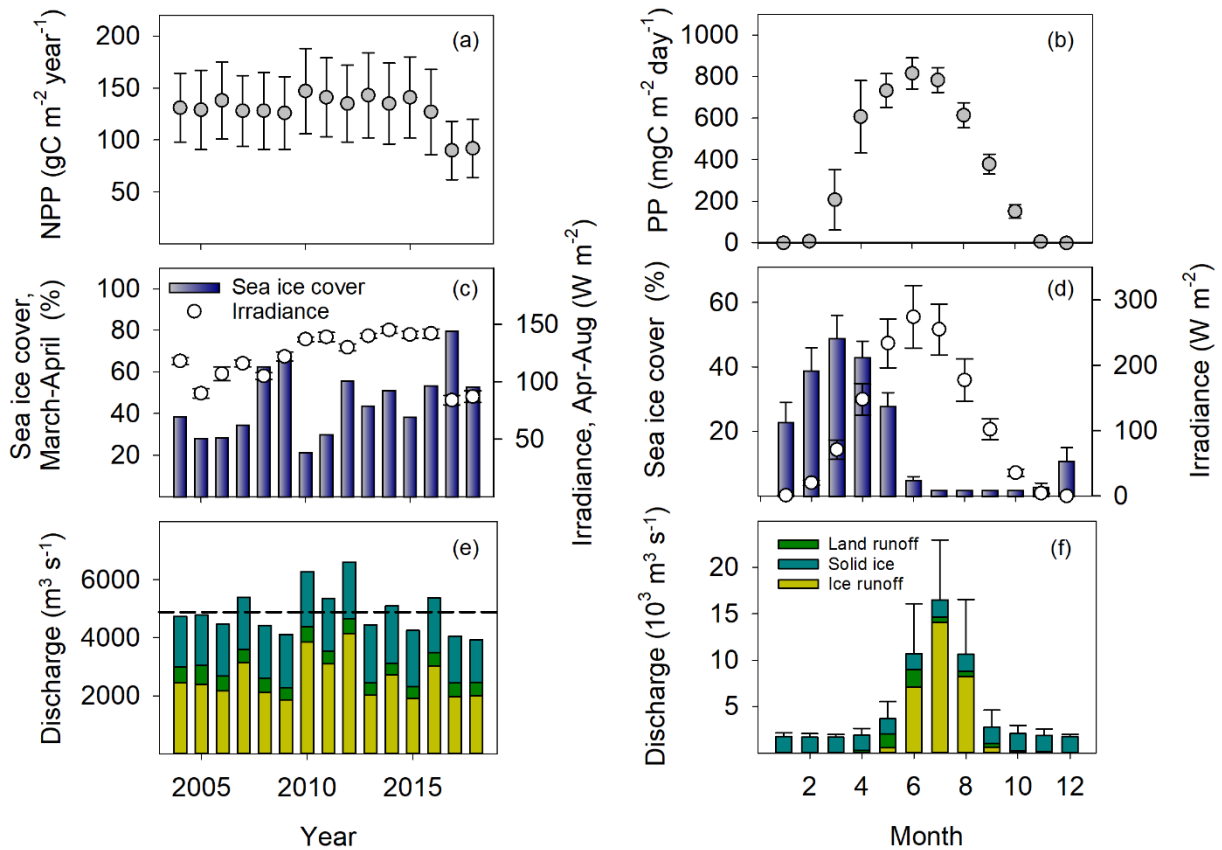 (a)
NPP (gC m⁻² year⁻¹)
200
150
100
50
(b)
PP (mgC m⁻² day⁻¹)
1000
800
600
400
200
0
(c)
Sea ice cover
Irradiance
Sea ice cover,
March-April (%)
100
80
60
40
20
Irradiance, Apr-Aug (W m⁻²)
150
100
50
(d)
Sea ice cover (%)
60
40
20
Irradiance (W m⁻²)
300
200
100
0
(e)
Discharge (m³ s⁻¹)
6000
4000
2000
2005
2010
2015
Year
(f)
Land runoff
Solid ice
Ice runoff
Discharge (10³ m³ s⁻¹)
20
15
10
5
2
4
6
8
10
12
Month